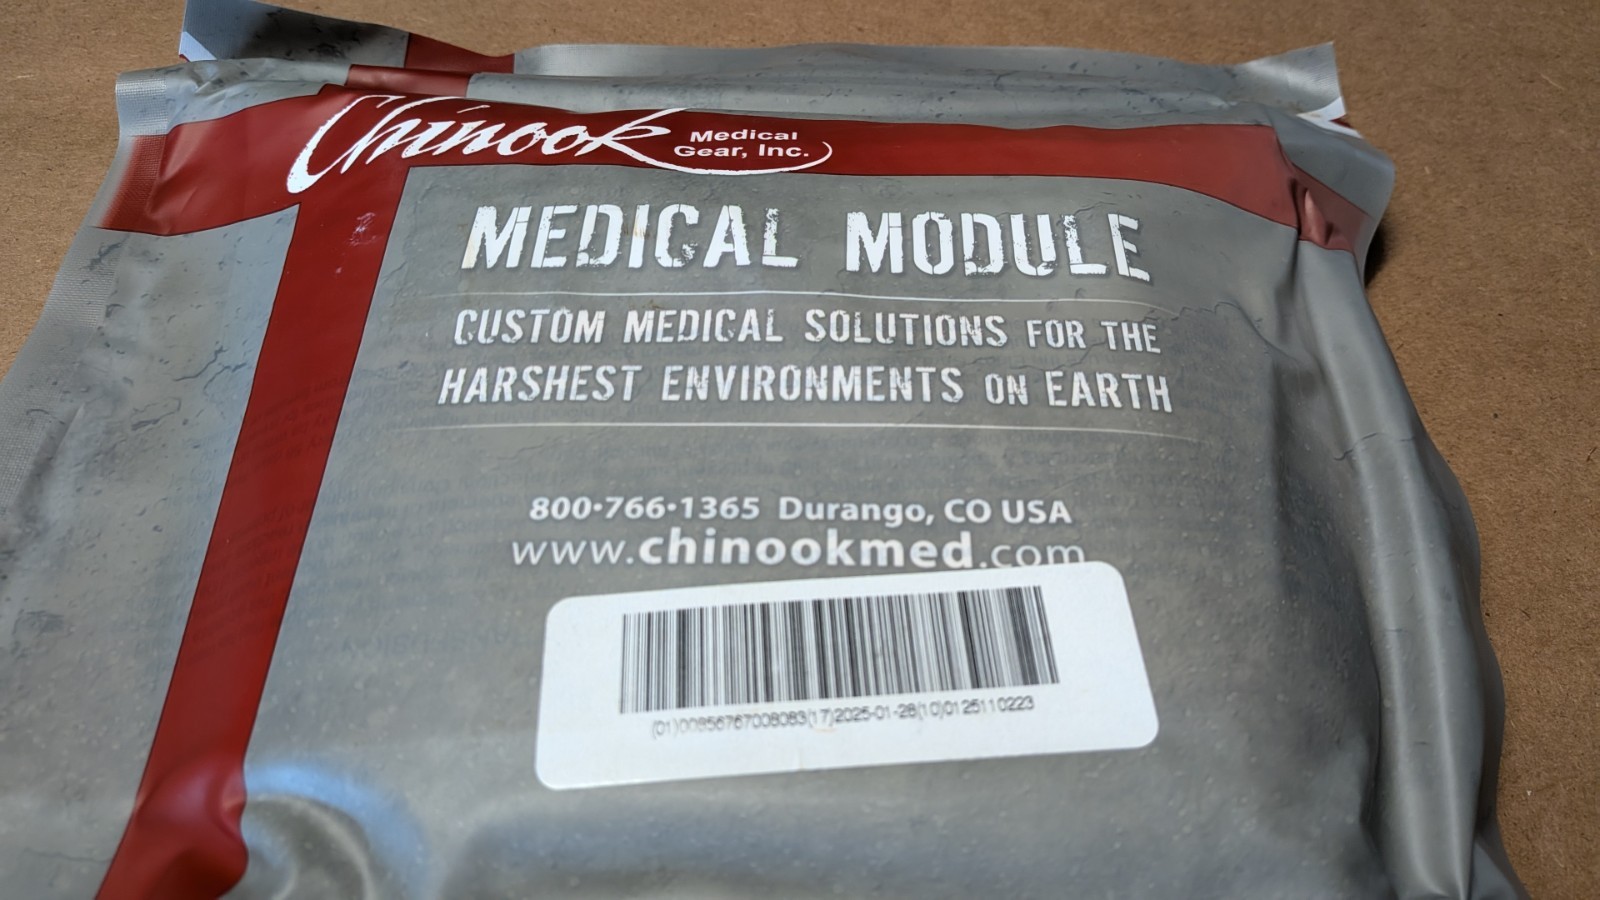 Chinook Medical
Gear, Inc.
MEDICAL MODULE
CUSTOM MEDICAL SOLUTIONS FOR THE
HARSHEST ENVIRONMENTS ON EARTH
800•766•1365 Durango, CO USA
www.chinookmed.com
(01)00856767008083(17)2025-01-28(10)0125110223